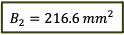 B₂ = 216.6 mm²